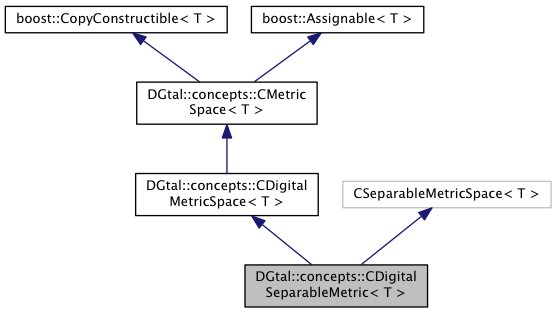 boost::CopyConstructible< T >
boost::Assignable< T >
DGtal::concepts::CMetric
Space< T >
DGtal::concepts::CDigital
MetricSpace< T >
CSeparableMetricSpace< T >
DGtal::concepts::CDigital
SeparableMetric< T >